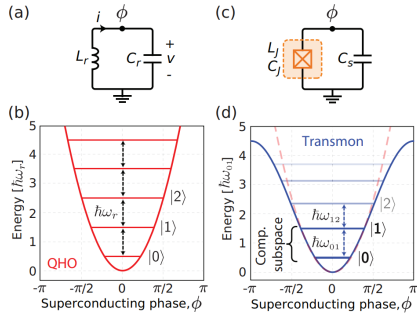 (a)
i
ϕ
L_r
C_r
+
v
-
(c)
ϕ
L_J
C_J
C_s
(b)
Energy [ℏω_r]
5
4
3
2
1
0
ℏω_r
|2⟩
|1⟩
|0⟩
QHO
-π
-π/2
0
π/2
π
Superconducting phase, ϕ
(d)
Energy [ℏω_01]
5
4
3
2
1
0
Transmon
|2⟩
ℏω_12
|1⟩
ℏω_01
|0⟩
Comp.
subspace
-π
-π/2
0
π/2
π
Superconducting phase, ϕ